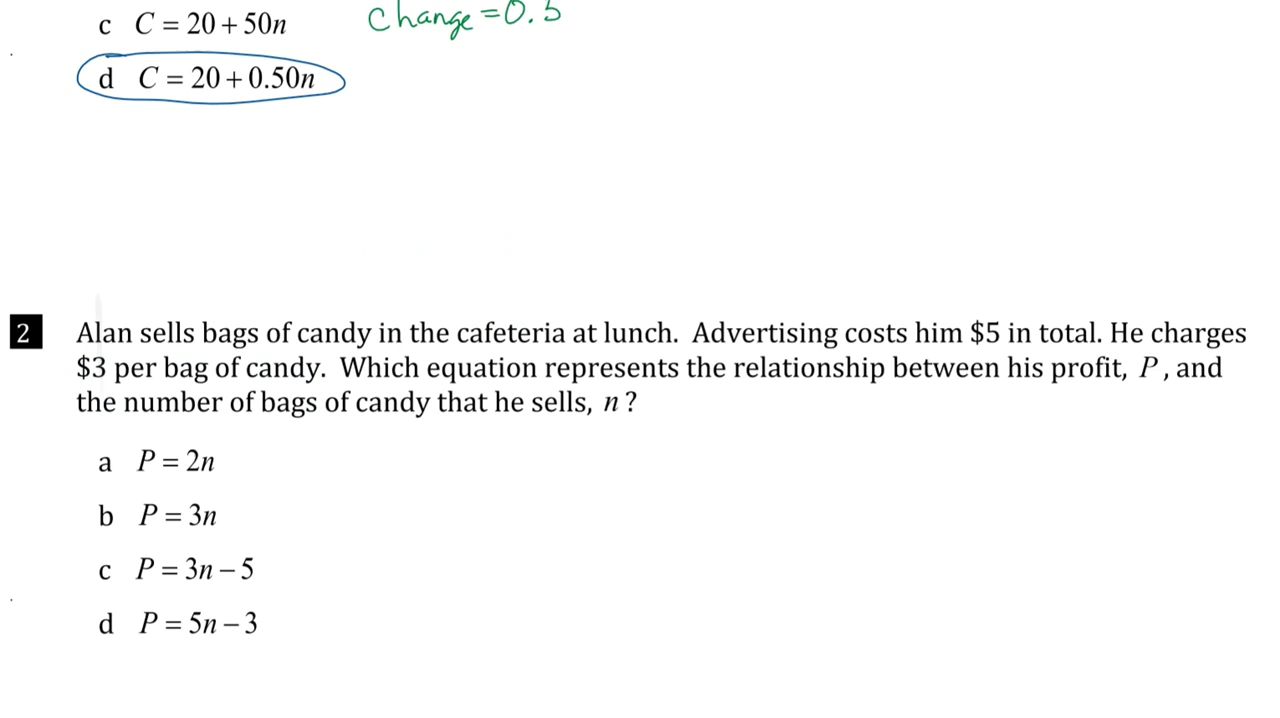 c C = 20 + 50n
change = 0.5
d C = 20 + 0.50n
2 Alan sells bags of candy in the cafeteria at lunch. Advertising costs him $5 in total. He charges
$3 per bag of candy. Which equation represents the relationship between his profit, P, and
the number of bags of candy that he sells, n?
a P = 2n
b P = 3n
c P = 3n – 5
d P = 5n – 3